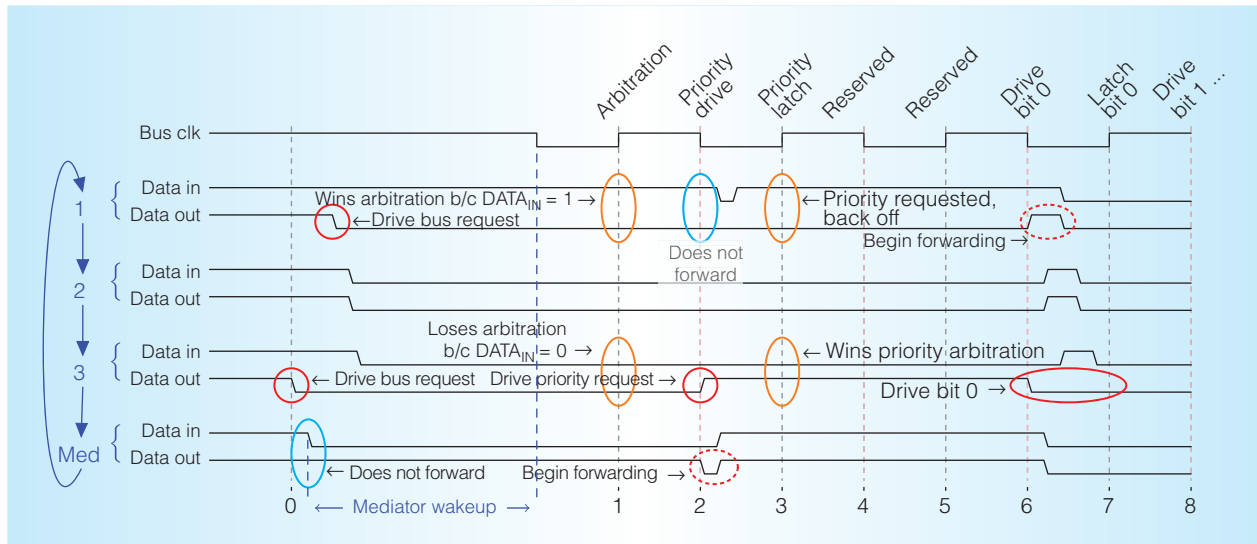 Arbitration
Priority
drive
Priority
latch
Reserved
Reserved
Drive
bit 0
Latch
bit 0
Drive
bit 1 ...
Bus clk
1
Data in
Data out
Wins arbitration b/c DATA_IN = 1 →
← Drive bus request
← Priority requested,
back off
Does not
forward
Begin forwarding →
2
Data in
Data out
3
Data in
Data out
Loses arbitration
b/c DATA_IN = 0 →
← Wins priority arbitration
← Drive bus request
Drive priority request →
Drive bit 0 →
Med
Data in
Data out
← Does not forward
Begin forwarding →
0
← Mediator wakeup →
1
2
3
4
5
6
7
8